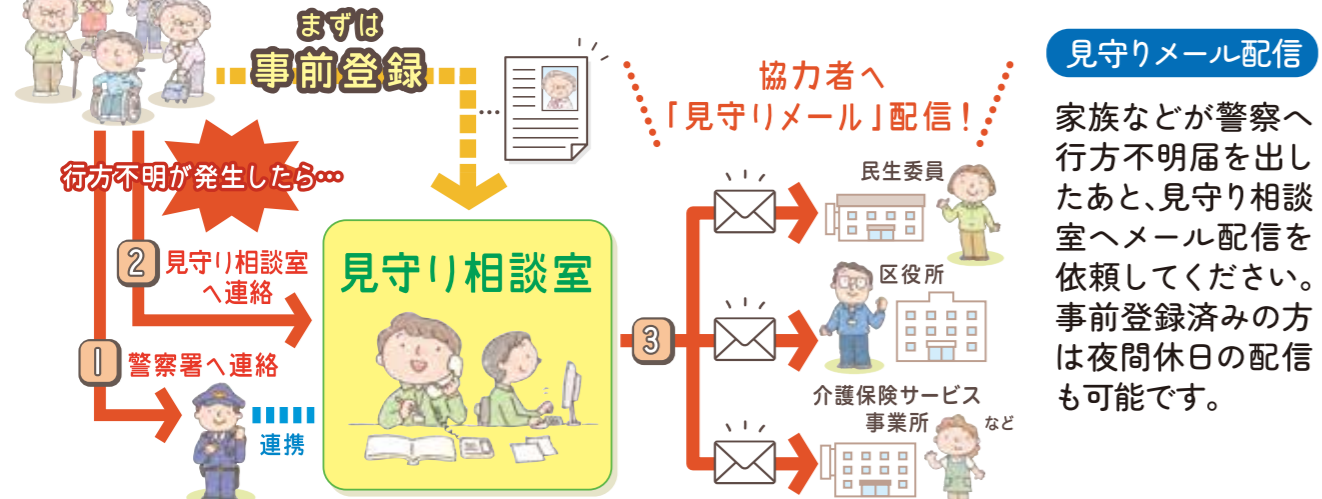 まずは
事前登録
行方不明が発生したら…
2
見守り相談室
へ連絡
1
警察署へ連絡
連携
見守り相談室
3
協力者へ
「見守りメール」配信!
民生委員
区役所
介護保険サービス
事業所
など
見守りメール配信
家族などが警察へ
行方不明届を出し
たあと、見守り相談
室へメール配信を
依頼してください。
事前登録済みの方
は夜間休日の配信
も可能です。